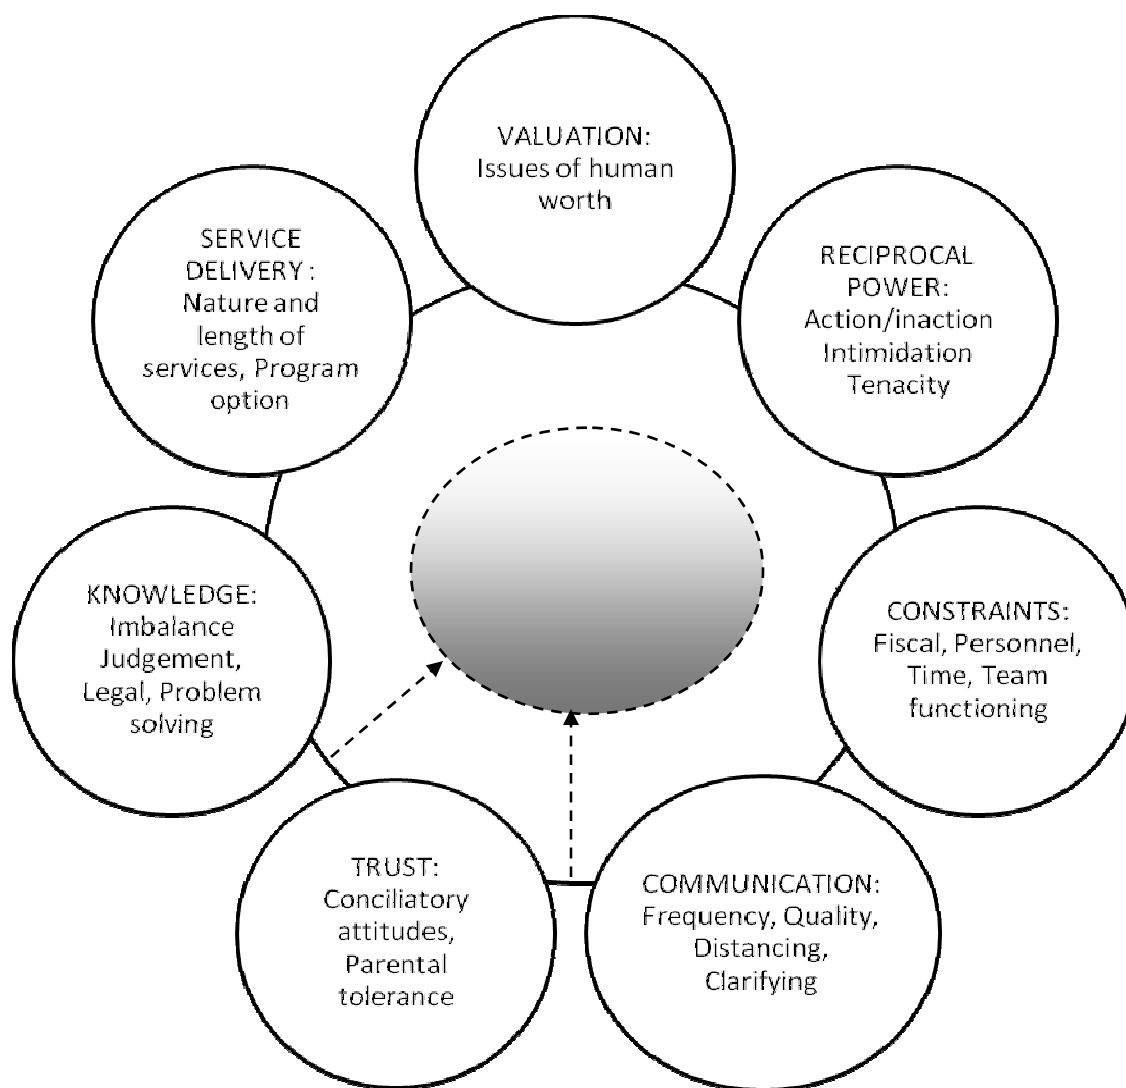 VALUATION:
Issues of human
worth
RECIPROCAL
POWER:
Action/inaction
Intimidation
Tenacity
CONSTRAINTS:
Fiscal, Personnel,
Time, Team
functioning
COMMUNICATION:
Frequency, Quality,
Distancing,
Clarifying
TRUST:
Conciliatory
attitudes,
Parental
tolerance
KNOWLEDGE:
Imbalance
Judgement,
Legal, Problem
solving
SERVICE
DELIVERY :
Nature and
length of
services, Program
option